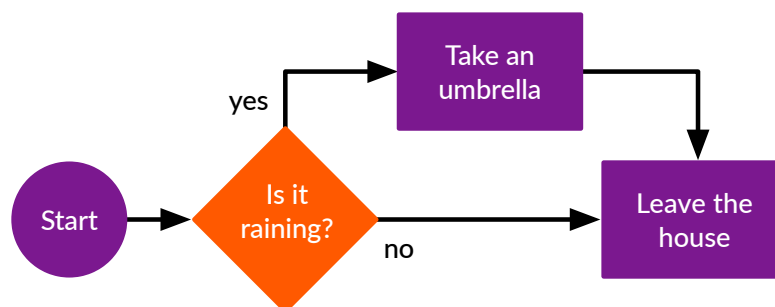 Start
Is it
raining?
yes
Take an
umbrella
no
Leave the
house